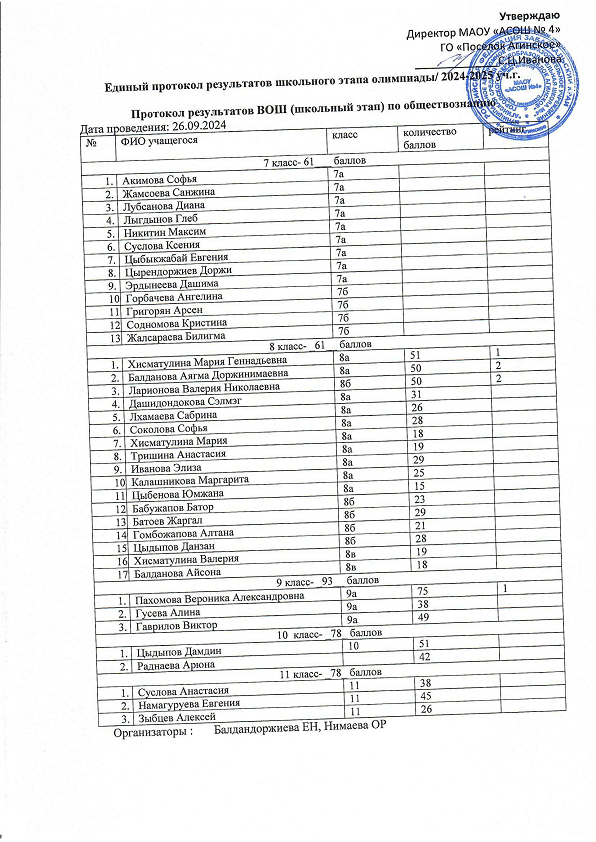 Утверждаю
Директор МАОУ «АСОШ № 4»
ГО «Поселок Агинское»
С.Ц.Иванова
Единый протокол результатов школьного этапа олимпиады/ 2024-2025 уч.г.
Протокол результатов ВОШ (школьный этап) по обществознанию
Дата проведения: 26.09.2024
№ ФИО учащегося класс количество баллов рейтинг
7 класс- 61 баллов
1. Акимова Софья 7а
2. Жамсоева Санжина 7а
3. Лубсанова Диана 7а
4. Лыгдынов Глеб 7а
5. Никитин Максим 7а
6. Суслова Ксения 7а
7. Цыбыкжабай Евгения 7а
8. Цырендоржиев Доржи 7а
9. Эрдынеева Дашима 7а
10 Горбачева Ангелина 7б
11 Григорян Арсен 7б
12 Содномова Кристина 7б
13 Жалсараева Билигма 7б
8 класс- _61 баллов
1. Хисматулина Мария Геннадьевна 8а 51 1
2. Балданова Аягма Доржинимаевна 8а 50 2
3. Ларионова Валерия Николаевна 8б 50 2
4. Дашидондокова Сэлмэг 8а 31
5. Лхамаева Сабрина 8а 26
6. Соколова Софья 8а 28
7. Хисматулина Мария 8а 18
8. Тришина Анастасия 8а 19
9. Иванова Элиза 8а 29
10 Калашникова Маргарита 8а 25
11 Цыбенова Юмжана 8а 15
12 Бабужапов Батор 8б 23
13 Батоев Жаргал 8б 29
14 Гомбожапова Алтана 8б 21
15 Цыдыпов Данзан 8б 28
16 Хисматулина Валерия 8в 19
17 Балданова Айсона 8в 18
9 класс- _93 баллов
1. Пахомова Вероника Александровна 9а 75 1
2. Гусева Алина 9а 38
3. Гаврилов Виктор 9а 49
10 класс- _78_ баллов
1. Цыдыпов Дамдин 10 51
2. Раднаева Арюна 42
11 класс- _78_ баллов
1. Суслова Анастасия 11 38
2. Намагуруева Евгения 11 45
3. Зыбцев Алексей 11 26
Организаторы : Балдандоржиева ЕН, Нимаева ОР
МАОУ
«АСОШ №4»